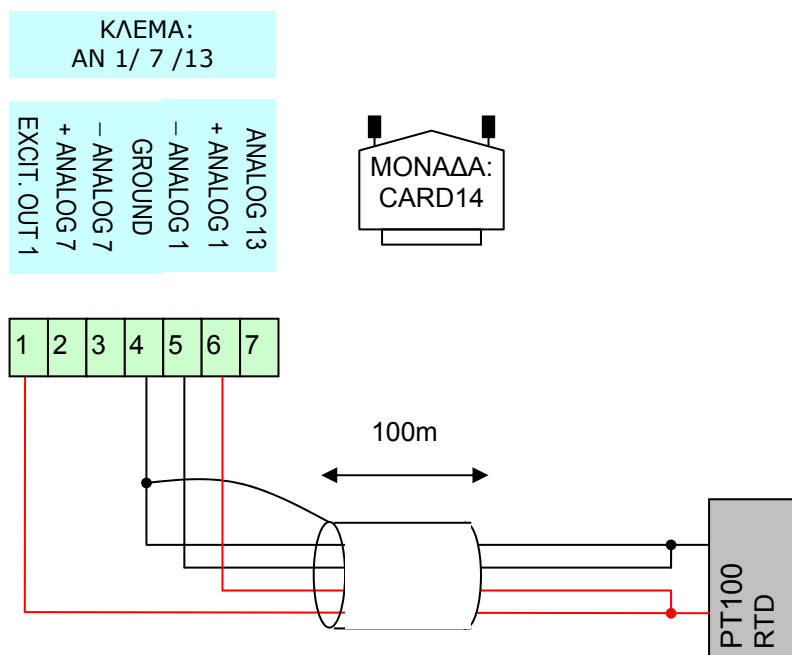 ΚΛΕΜΑ:
AN 1/ 7 /13
EXCIT. OUT 1
+ ANALOG 7
– ANALOG 7
GROUND
– ANALOG 1
+ ANALOG 1
ANALOG 13
ΜΟΝΑΔΑ:
CARD14
1 2 3 4 5 6 7
100m
PT100
RTD